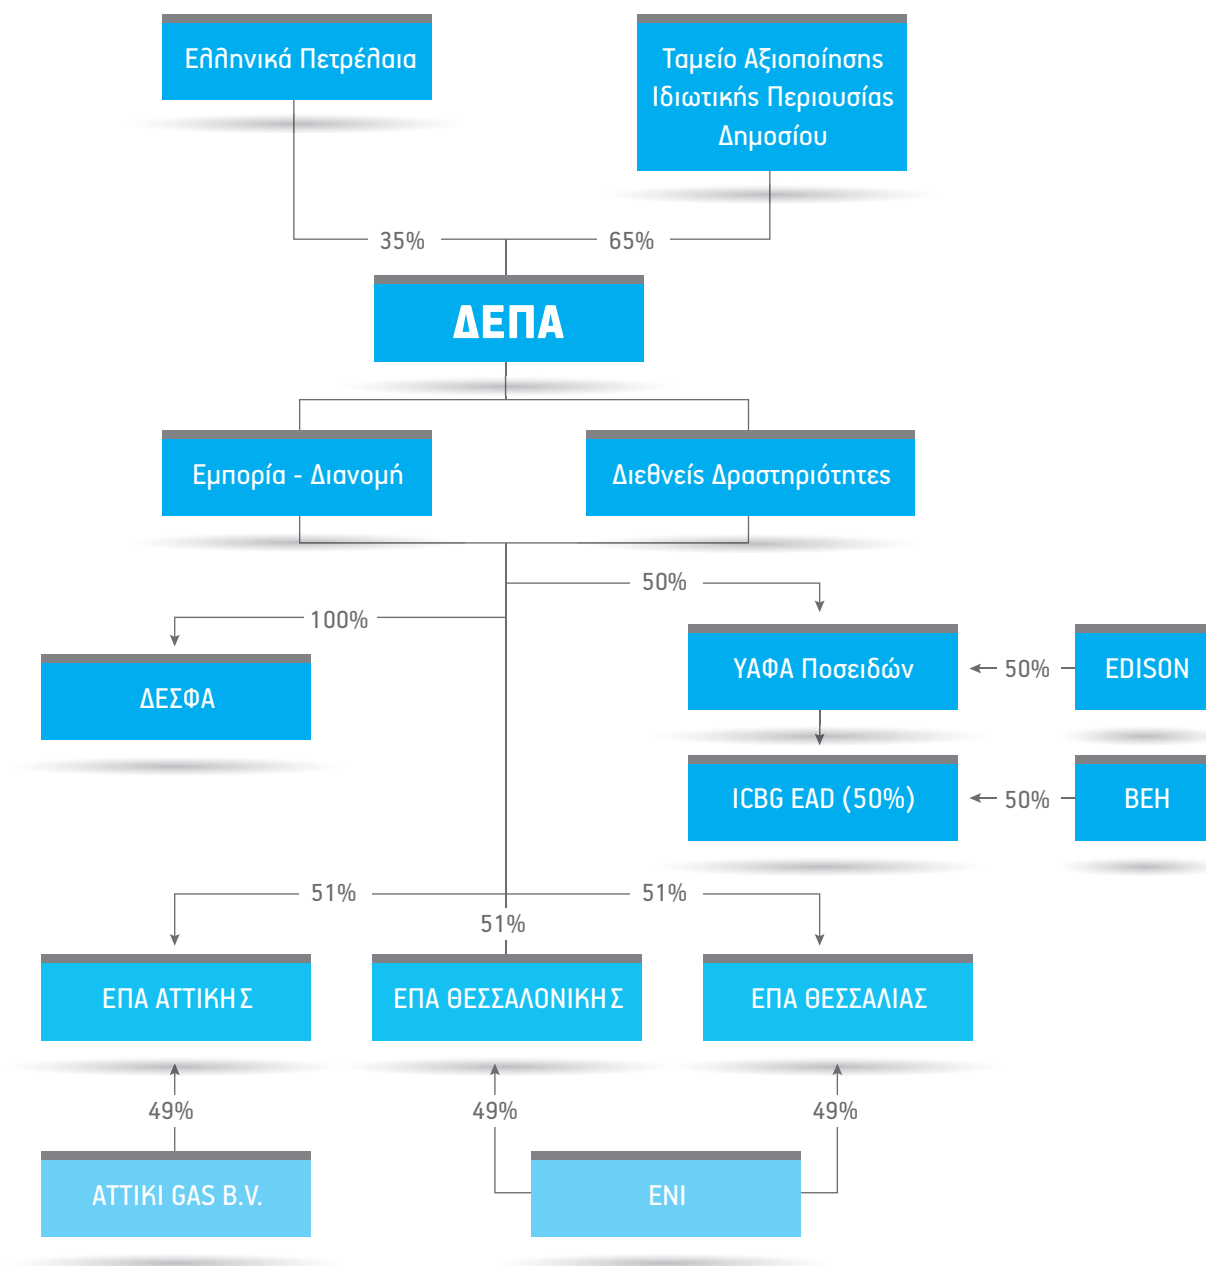 Ελληνικά Πετρέλαια
Ταμείο Αξιοποίησης
Ιδιωτικής Περιουσίας
Δημοσίου
35%
65%
ΔΕΠΑ
Εμπορία - Διανομή
Διεθνείς Δραστηριότητες
50%
100%
ΥΑΦΑ Ποσειδών
50%
EDISON
ΔΕΣΦΑ
ICBG EAD (50%)
50%
BEH
51%
51%
51%
ΕΠΑ ΑΤΤΙΚΗΣ
ΕΠΑ ΘΕΣΣΑΛΟΝΙΚΗΣ
ΕΠΑ ΘΕΣΣΑΛΙΑΣ
49%
49%
49%
ATTIKI GAS B.V.
ENI